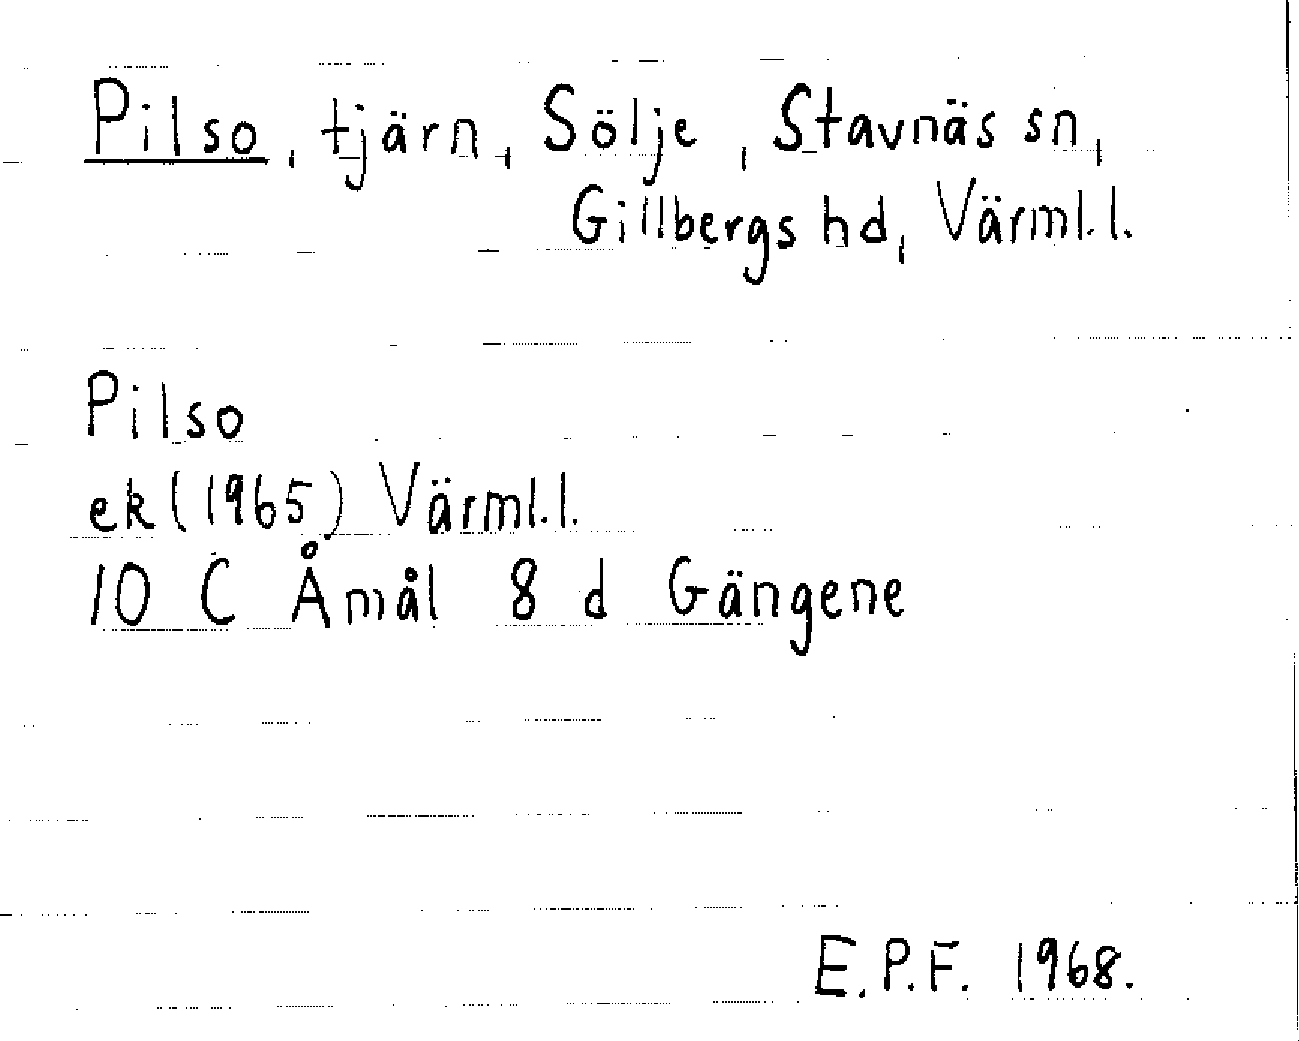 Pilso, tjärn, Sölje, Stavnäs sn,
Gillbergs hd, Värml. l.
Pilso
ek (1965) Värml. l.
10 C Åmål 8 d Gängene
E.P.F. 1968.